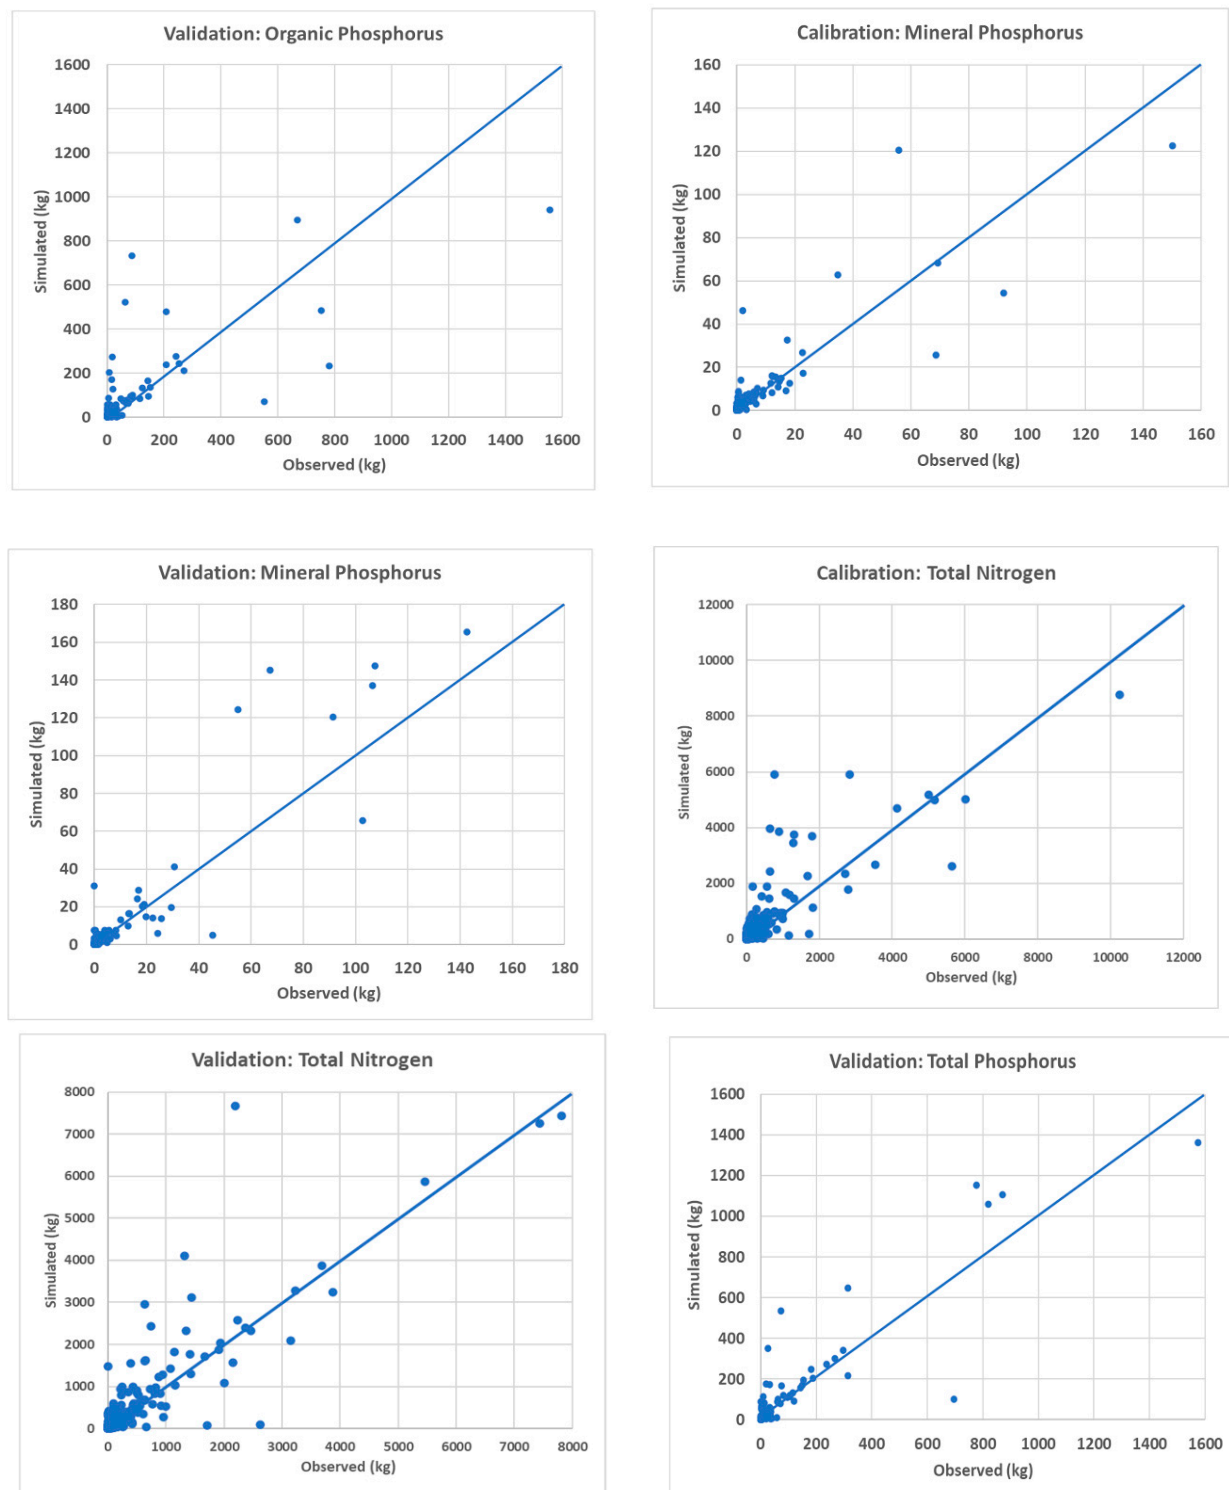 Validation: Organic Phosphorus
1600
1400
1200
1000
800
600
400
200
0
Simulated (kg)
0 200 400 600 800 1000 1200 1400 1600
Observed (kg)
Calibration: Mineral Phosphorus
160
140
120
100
80
60
40
20
0
Simulated (kg)
0 20 40 60 80 100 120 140 160
Observed (kg)
Validation: Mineral Phosphorus
180
160
140
120
100
80
60
40
20
0
Simulated (kg)
0 20 40 60 80 100 120 140 160 180
Observed (kg)
Calibration: Total Nitrogen
12000
10000
8000
6000
4000
2000
0
Simulated (kg)
0 2000 4000 6000 8000 10000 12000
Observed (kg)
Validation: Total Nitrogen
8000
7000
6000
5000
4000
3000
2000
1000
0
Simulated (kg)
0 1000 2000 3000 4000 5000 6000 7000 8000
Observed (kg)
Validation: Total Phosphorus
1600
1400
1200
1000
800
600
400
200
0
Simulated (kg)
0 200 400 600 800 1000 1200 1400 1600
Observed (kg)